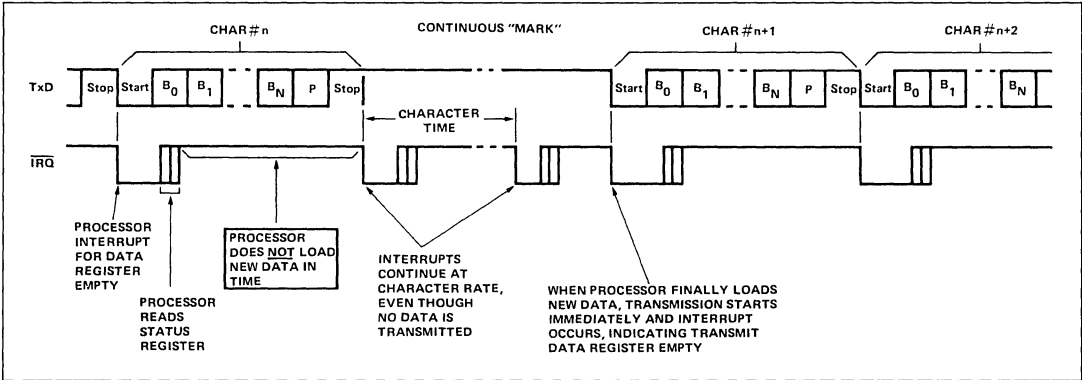 CHAR#n
CONTINUOUS "MARK"
CHAR#n+1
CHAR#n+2
TxD
Stop Start B0 B1 BN P Stop Start B0 B1 BN P Stop Start B0 B1 BN
CHARACTER
TIME
IRQ
PROCESSOR
INTERRUPT
FOR DATA
REGISTER
EMPTY
PROCESSOR
READS
STATUS
REGISTER
PROCESSOR
DOES NOT LOAD
NEW DATA IN
TIME
INTERRUPTS
CONTINUE AT
CHARACTER RATE,
EVEN THOUGH
NO DATA IS
TRANSMITTED
WHEN PROCESSOR FINALLY LOADS
NEW DATA, TRANSMISSION STARTS
IMMEDIATELY AND INTERRUPT
OCCURS, INDICATING TRANSMIT
DATA REGISTER EMPTY